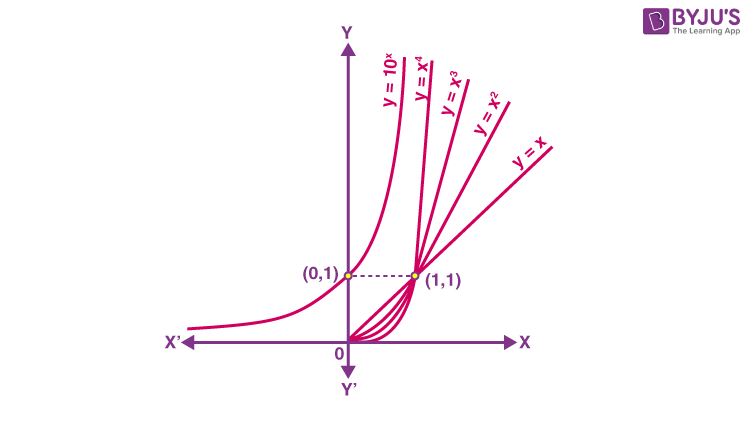 BYJU'S
The Learning App
Y
y = 10ˣ
y = x⁴
y = x³
y = x²
y = x
(0,1)
(1,1)
X'
X
0
Y'